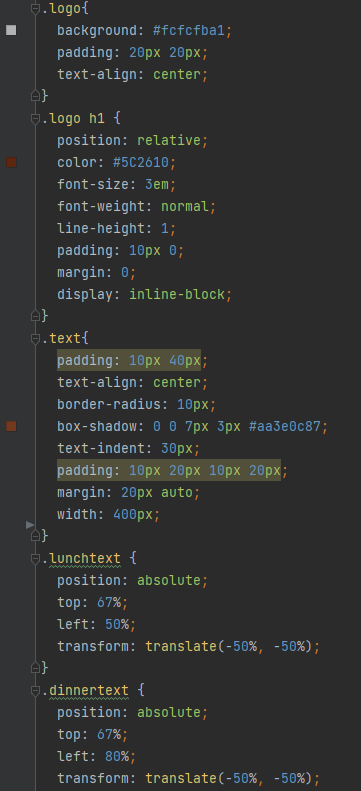 .logo{
background: #fcfcfba1;
padding: 20px 20px;
text-align: center;
}
.logo h1 {
position: relative;
color: #5C2610;
font-size: 3em;
font-weight: normal;
line-height: 1;
padding: 10px 0;
margin: 0;
display: inline-block;
}
.text{
padding: 10px 40px;
text-align: center;
border-radius: 10px;
box-shadow: 0 0 7px 3px #aa3e0c87;
text-indent: 30px;
padding: 10px 20px 10px 20px;
margin: 20px auto;
width: 400px;
}
.lunchtext {
position: absolute;
top: 67%;
left: 50%;
transform: translate(-50%, -50%);
}
.dinnertext {
position: absolute;
top: 67%;
left: 80%;
transform: translate(-50%, -50%);